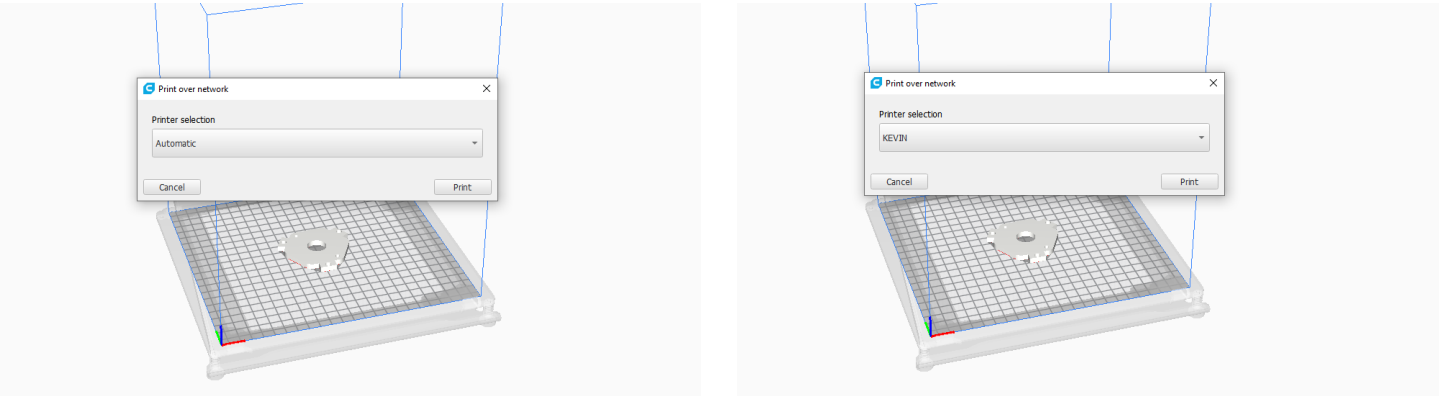 Print over network
Printer selection
Automatic
Cancel
Print
Print over network
Printer selection
KEVIN
Cancel
Print